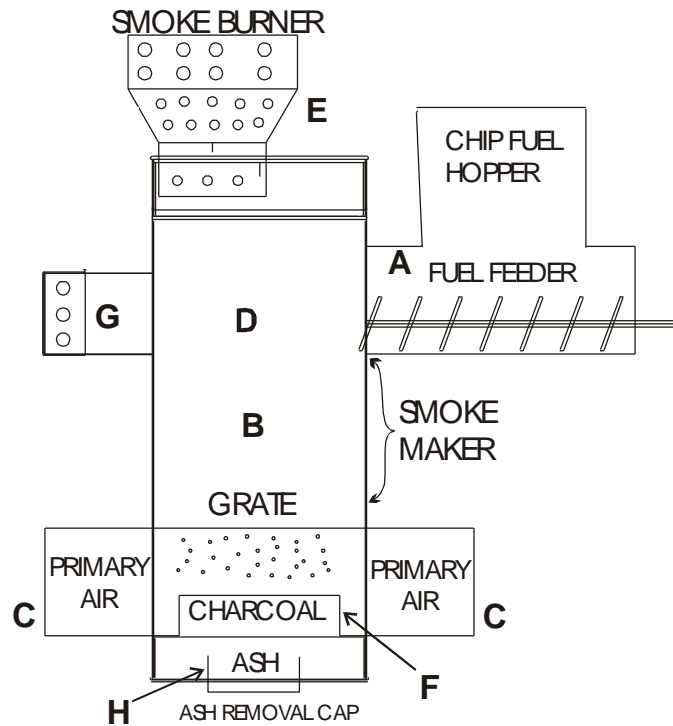 SMOKE BURNER
E
CHIP FUEL
HOPPER
A
FUEL FEEDER
G
D
B
SMOKE
MAKER
GRATE
PRIMARY
AIR
PRIMARY
AIR
C
C
CHARCOAL
ASH
F
H
ASH REMOVAL CAP